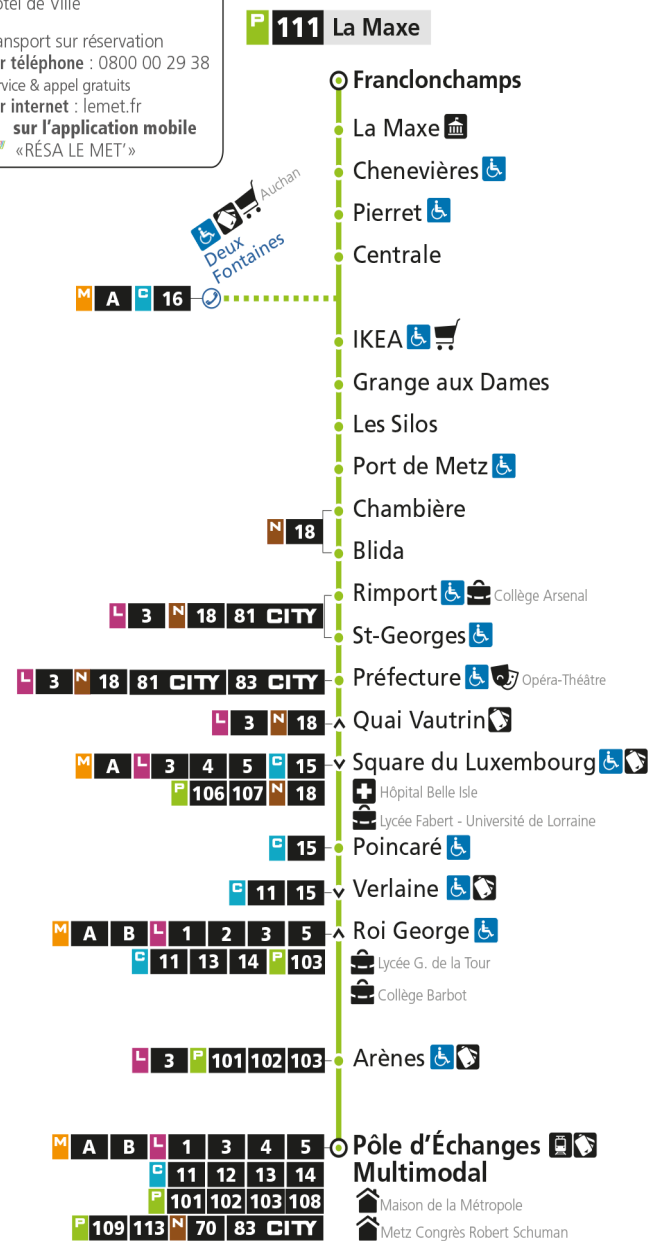 Hôtel de Ville
sur réservation
téléphone : 0800 00 29 38
& appel gratuits
internet : lemet.fr
sur l'application mobile
«RÉSA LE MET'»
P 111 La Maxe
Franclonchamps
La Maxe
Chenevières
Pierret
Centrale
Auchan
Deux
Fontaines
M A C 16
IKEA
Grange aux Dames
Les Silos
Port de Metz
Chambière
N 18
Blida
Rimport Collège Arsenal
L 3 N 18 81 CITY
St-Georges
L 3 N 18 81 CITY 83 CITY Préfecture Opéra-Théâtre
L 3 N 18 Quai Vautrin
M A L 3 4 5 C 15 Square du Luxembourg
P 106 107 N 18 Hôpital Belle Isle
Lycée Fabert - Université de Lorraine
C 15 Poincaré
C 11 15 Verlaine
M A B L 1 2 3 5 Roi George
C 11 13 14 P 103 Lycée G. de la Tour
Collège Barbot
L 3 P 101 102 103 Arènes
M A B L 1 3 4 5 Pôle d'Échanges
C 11 12 13 14 Multimodal
P 101 102 103 108 Maison de la Métropole
P 109 113 N 70 83 CITY Metz Congrès Robert Schuman